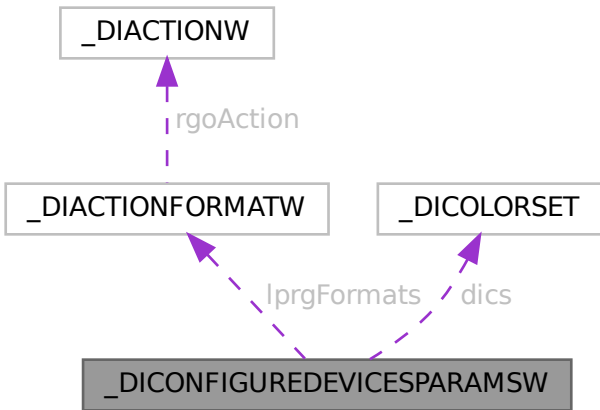 _DIACTIONW
rgoAction
_DIACTIONFORMATW
_DICOLORSET
lprgFormats
dics
_DICONFIGUREDEVICESPARAMSW